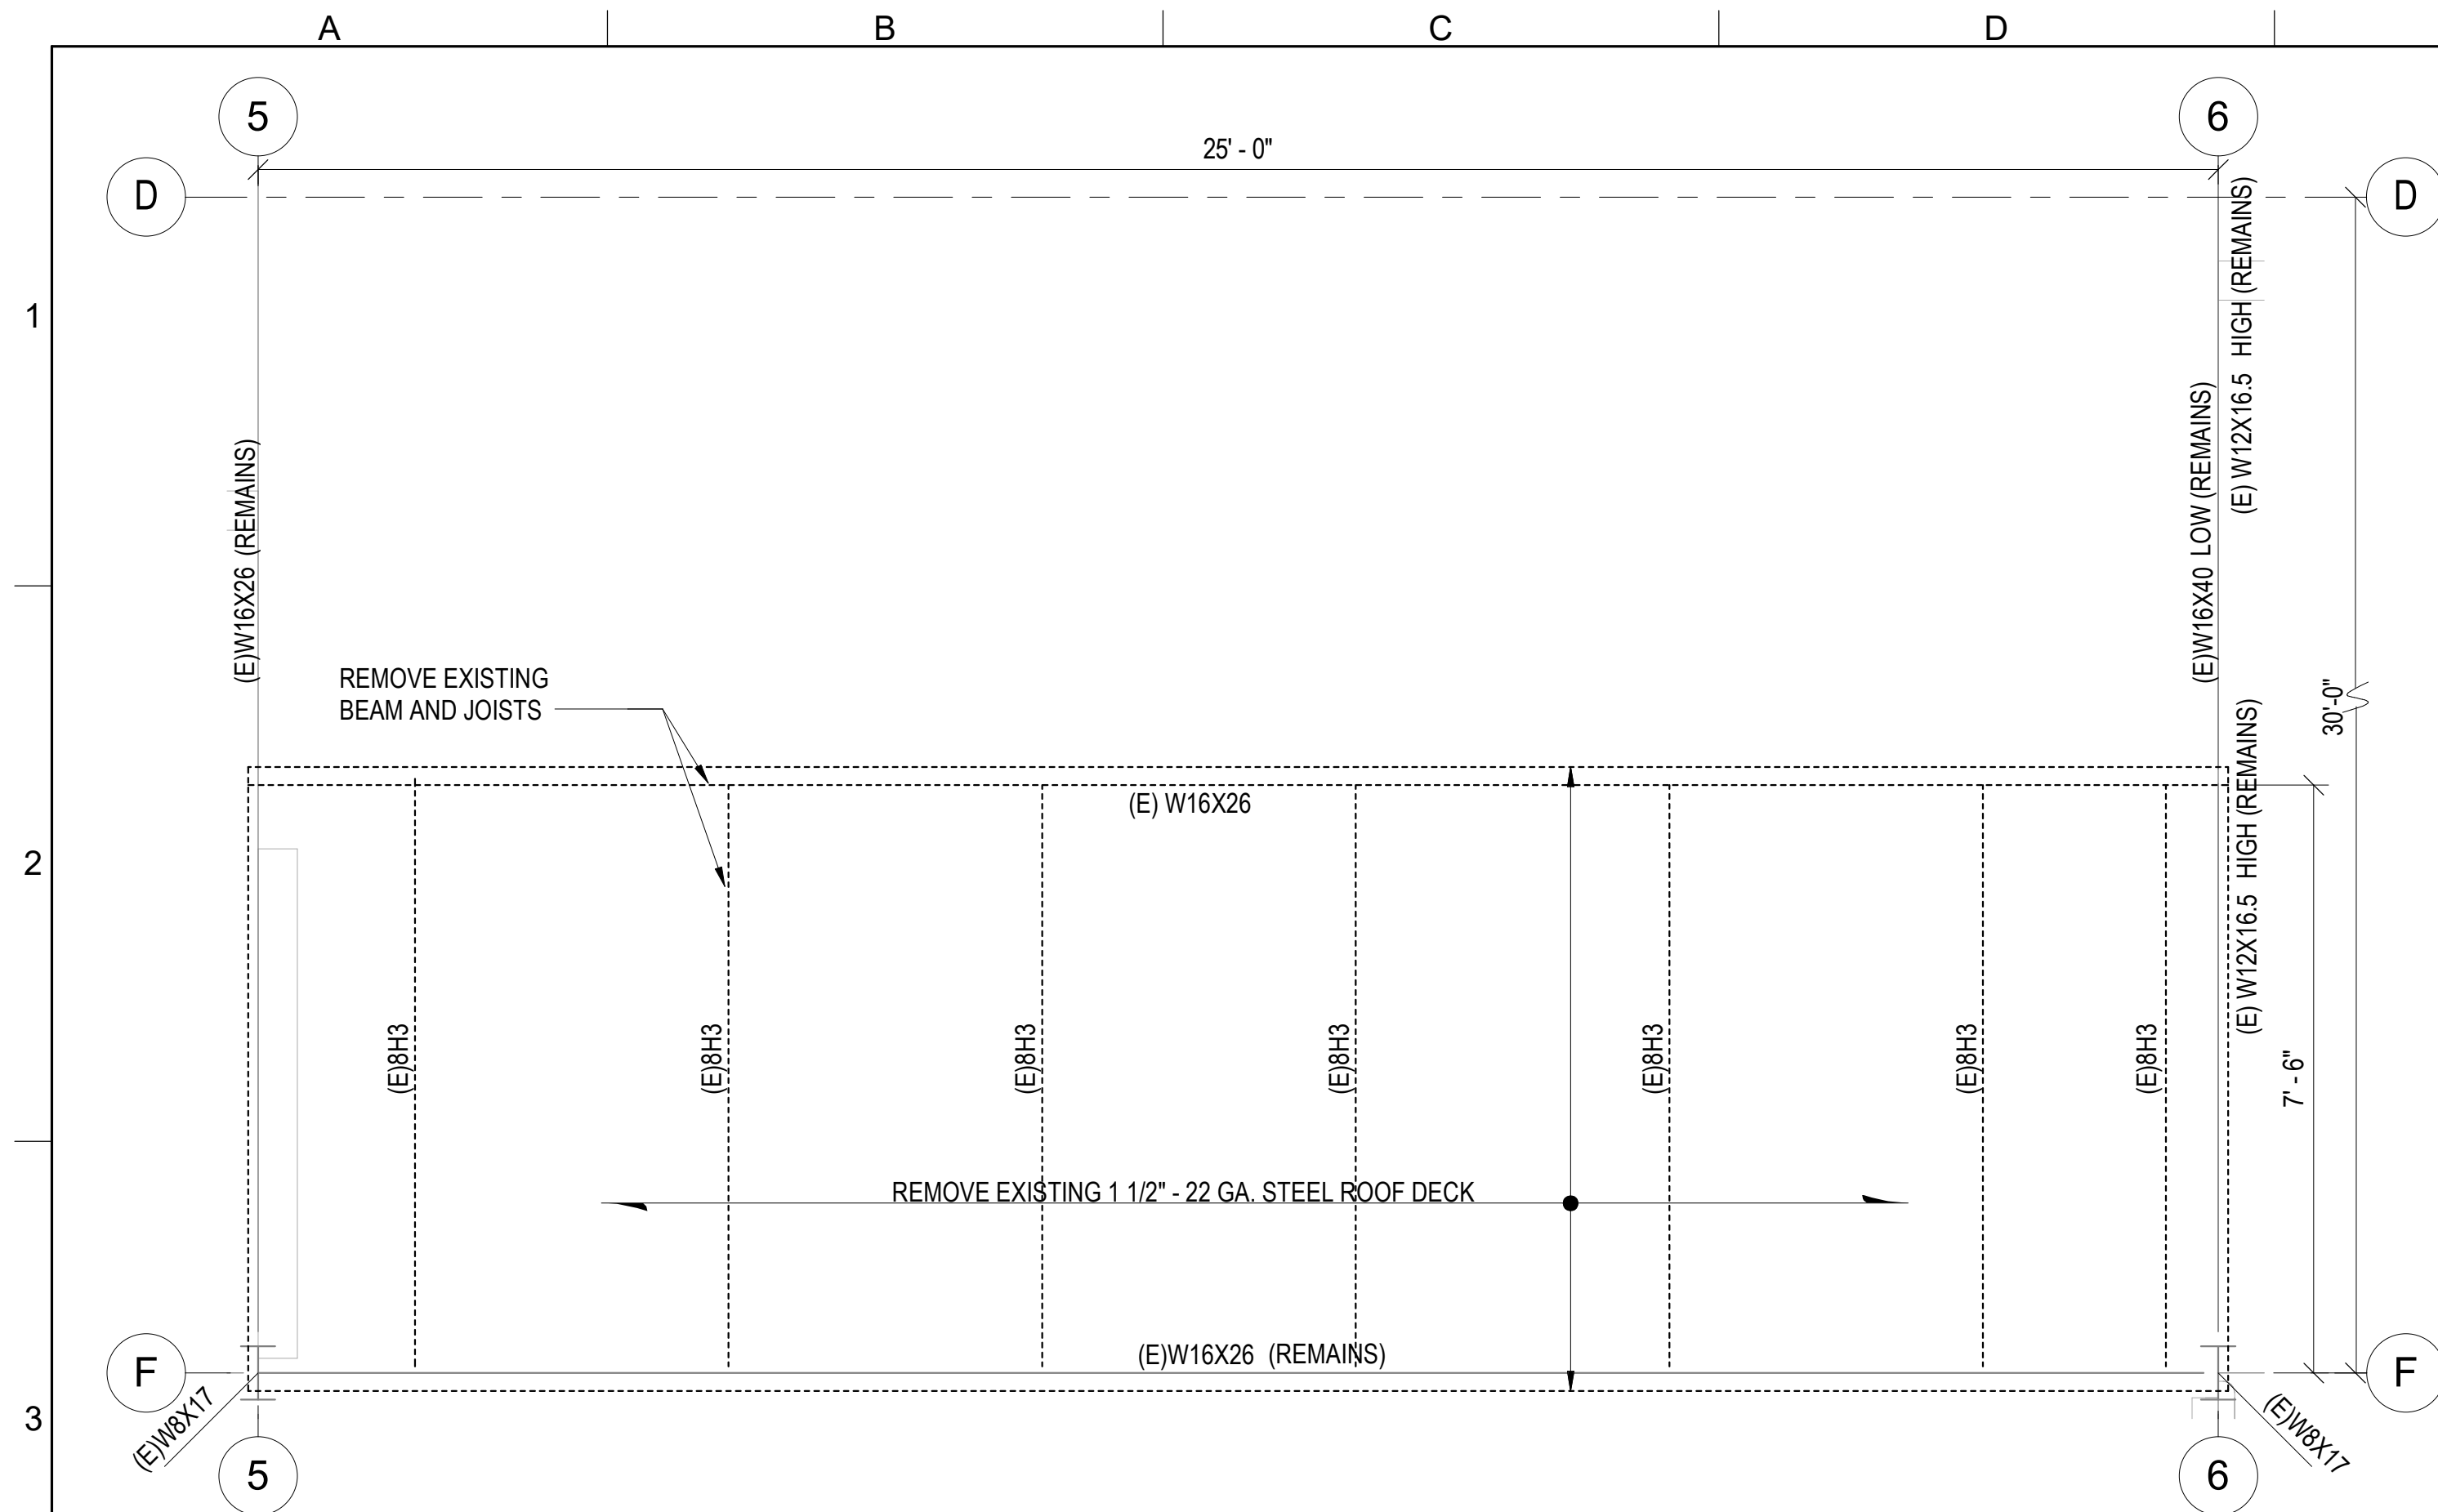 A
B
C
D
5
6
25' - 0"
D
D
1
(E) W12X16.5 HIGH (REMAINS)
(E)W16X40 LOW (REMAINS)
(E)W16X26 (REMAINS)
REMOVE EXISTING
BEAM AND JOISTS
30'-0"
(E) W16X26
(E) W12X16.5 HIGH (REMAINS)
2
(E)8H3
(E)8H3
(E)8H3
(E)8H3
(E)8H3
(E)8H3
(E)8H3
7' - 6"
REMOVE EXISTING 1 1/2" - 22 GA. STEEL ROOF DECK
(E)W16X26 (REMAINS)
F
F
3
(E)W8X17
(E)W8X17
5
6